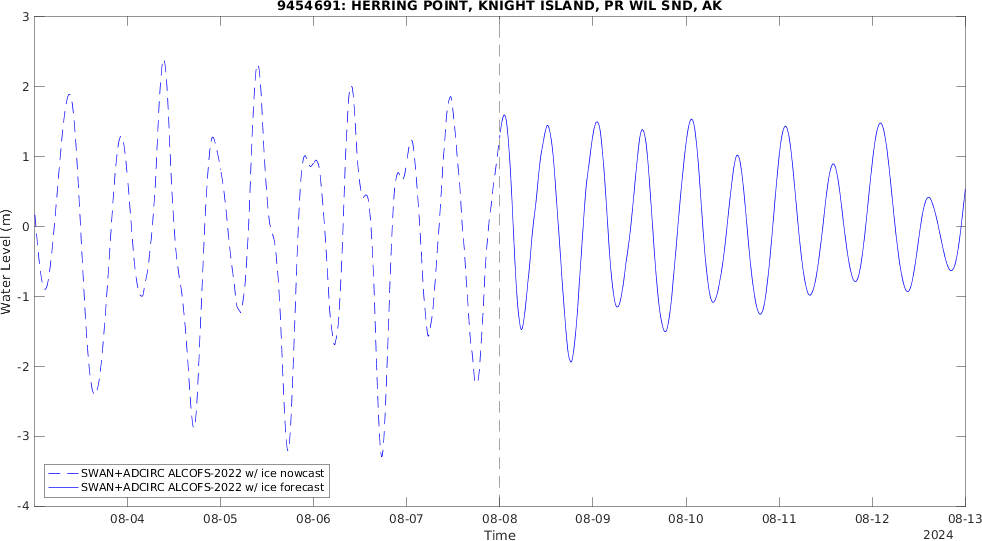 9454691: HERRING POINT, KNIGHT ISLAND, PR WIL SND, AK
3
2
1
0
-1
-2
-3
-4
Water Level (m)
SWAN+ADCIRC ALCOFS-2022 w/ ice nowcast
SWAN+ADCIRC ALCOFS-2022 w/ ice forecast
08-04 08-05 08-06 08-07 08-08 08-09 08-10 08-11 08-12 08-13
Time
2024